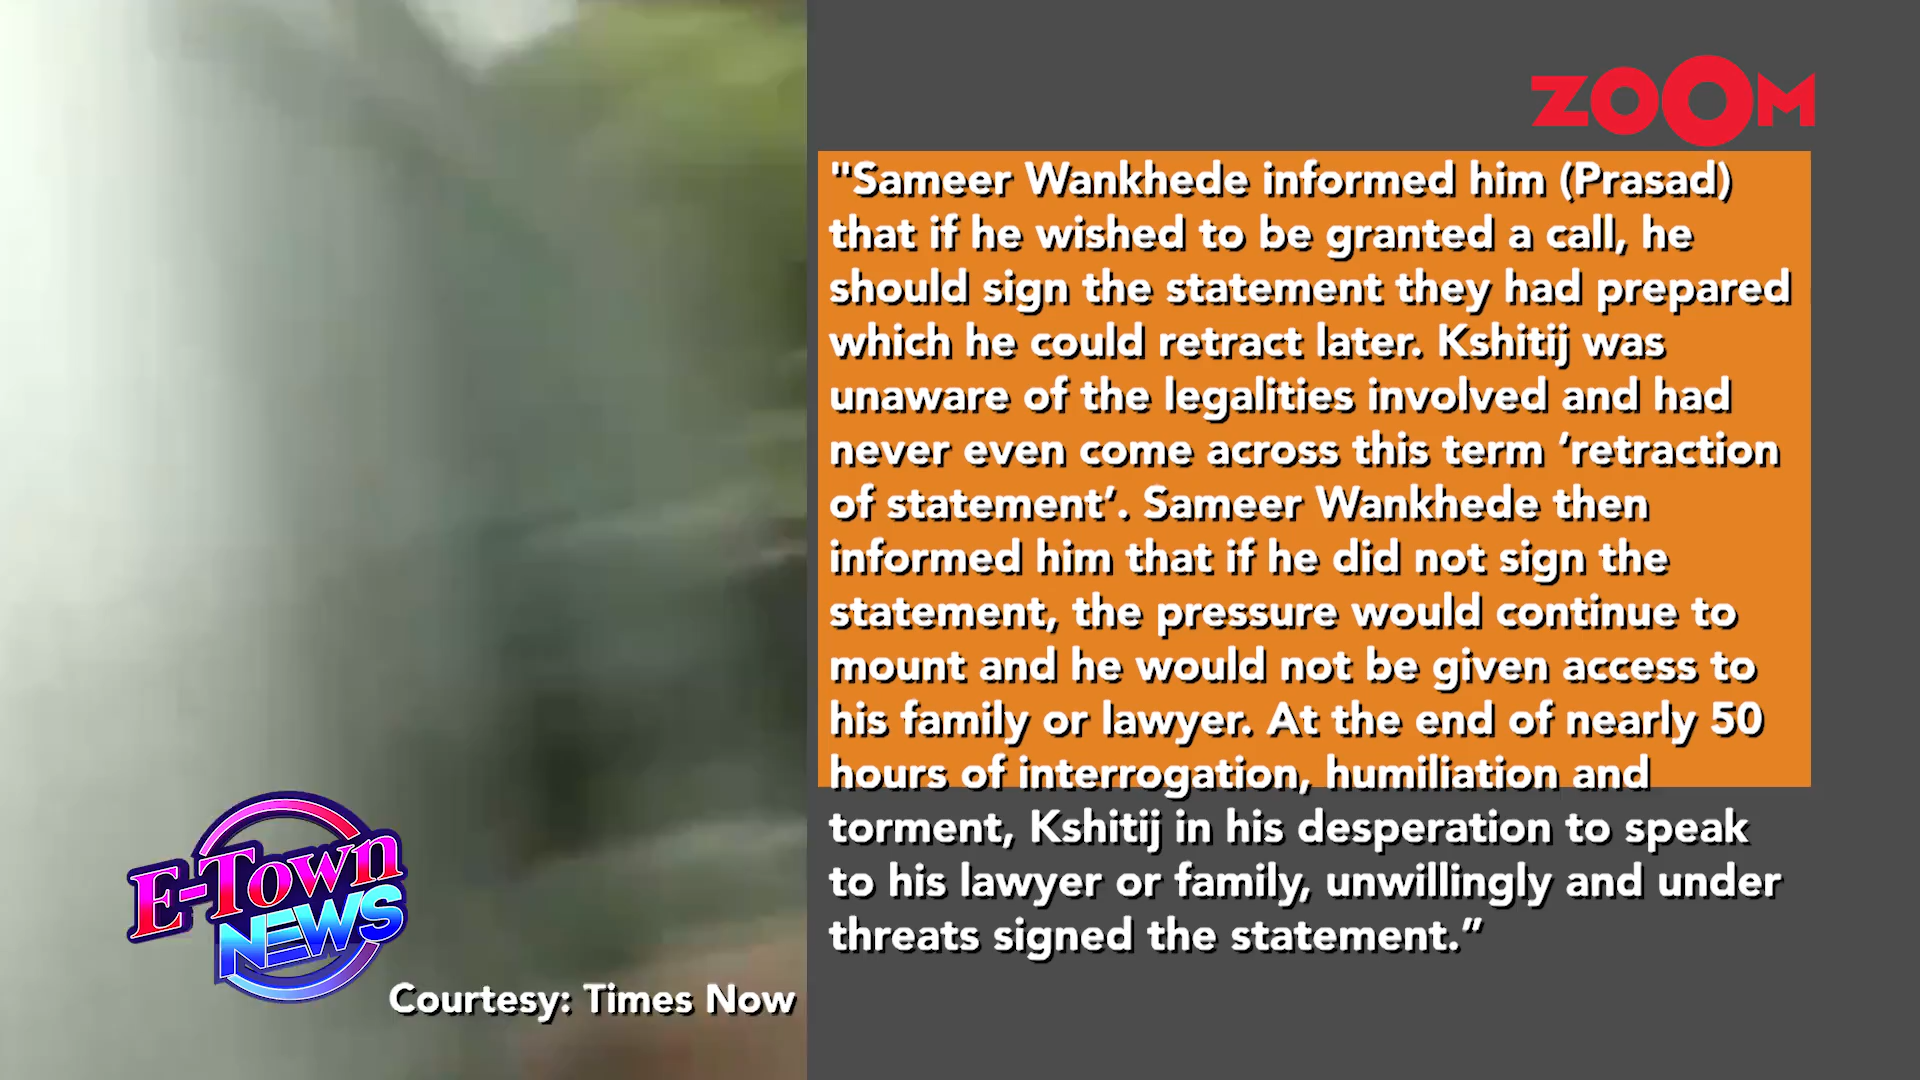 ZOOM
"Sameer Wankhede informed him (Prasad)
that if he wished to be granted a call, he
should sign the statement they had prepared
which he could retract later. Kshitij was
unaware of the legalities involved and had
never even come across this term ‘retraction
of statement’. Sameer Wankhede then
informed him that if he did not sign the
statement, the pressure would continue to
mount and he would not be given access to
his family or lawyer. At the end of nearly 50
hours of interrogation, humiliation and
torment, Kshitij in his desperation to speak
to his lawyer or family, unwillingly and under
threats signed the statement.”
E-Town
NEWS
Courtesy: Times Now